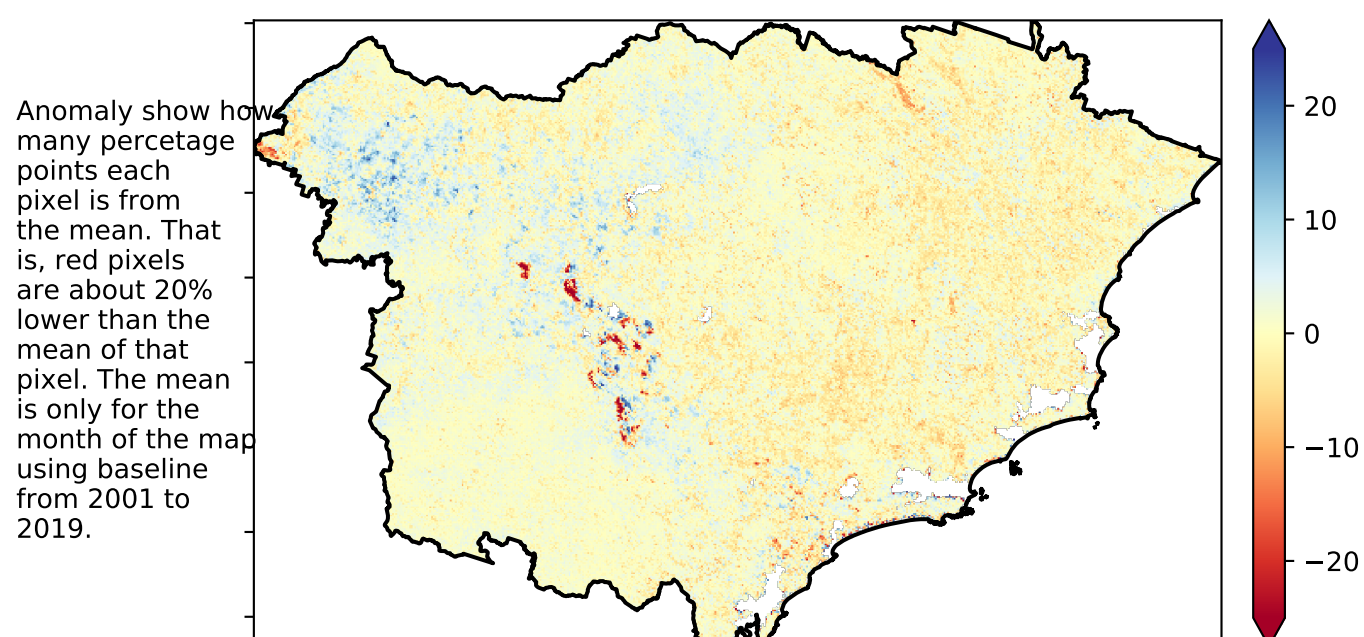 Anomaly show how
many percetage
points each
pixel is from
the mean. That
is, red pixels
are about 20%
lower than the
mean of that
pixel. The mean
is only for the
month of the map
using baseline
from 2001 to
2019.
20
10
0
−10
−20